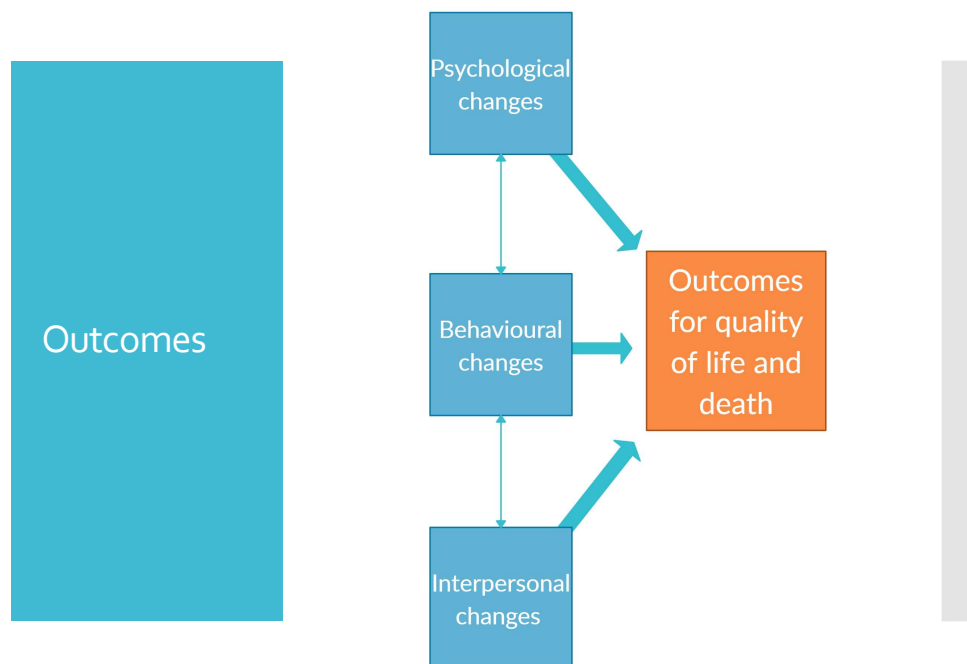 Outcomes
Psychological
changes
Behavioural
changes
Interpersonal
changes
Outcomes
for quality
of life and
death